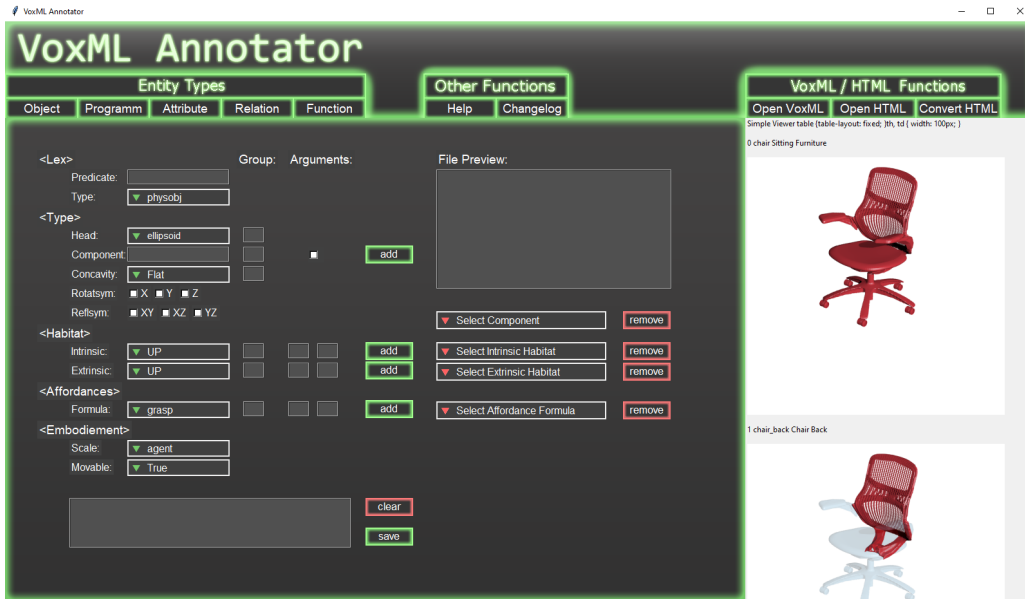 VoxML Annotator
VoxML Annotator
Entity Types
Other Functions
VoxML / HTML Functions
Object Programm Attribute Relation Function
Help Changelog
Open VoxML Open HTML Convert HTML
Simple Viewer table {table-layout: fixed; }th, td { width: 100px; }
0 chair Sitting Furniture
<Lex> Group: Arguments: File Preview:
Predicate:
Type: physobj
<Type>
Head: ellipsoid
Component: add
Concavity: Flat
Rotatsym: X Y Z
Reflsym: XY XZ YZ
Select Component remove
<Habitat>
Intrinsic: UP add Select Intrinsic Habitat remove
Extrinsic: UP add Select Extrinsic Habitat remove
<Affordances>
Formula: grasp add Select Affordance Formula remove
<Embodiement>
1 chair_back Chair Back
Scale: agent
Movable: True
clear
save